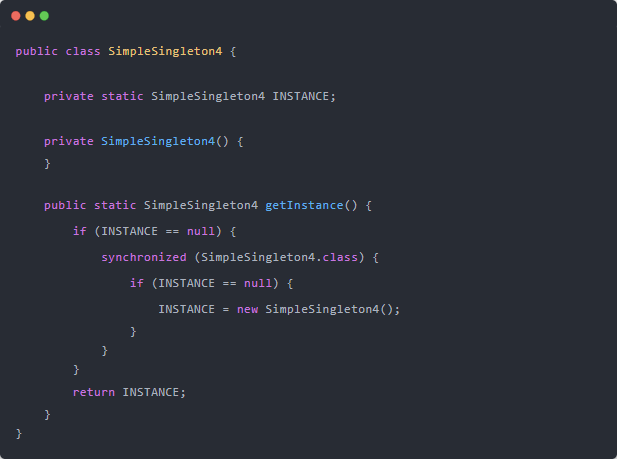 public class SimpleSingleton4 {
    private static SimpleSingleton4 INSTANCE;
    private SimpleSingleton4() {
    }
    public static SimpleSingleton4 getInstance() {
        if (INSTANCE == null) {
            synchronized (SimpleSingleton4.class) {
                if (INSTANCE == null) {
                    INSTANCE = new SimpleSingleton4();
                }
            }
        }
        return INSTANCE;
    }
}